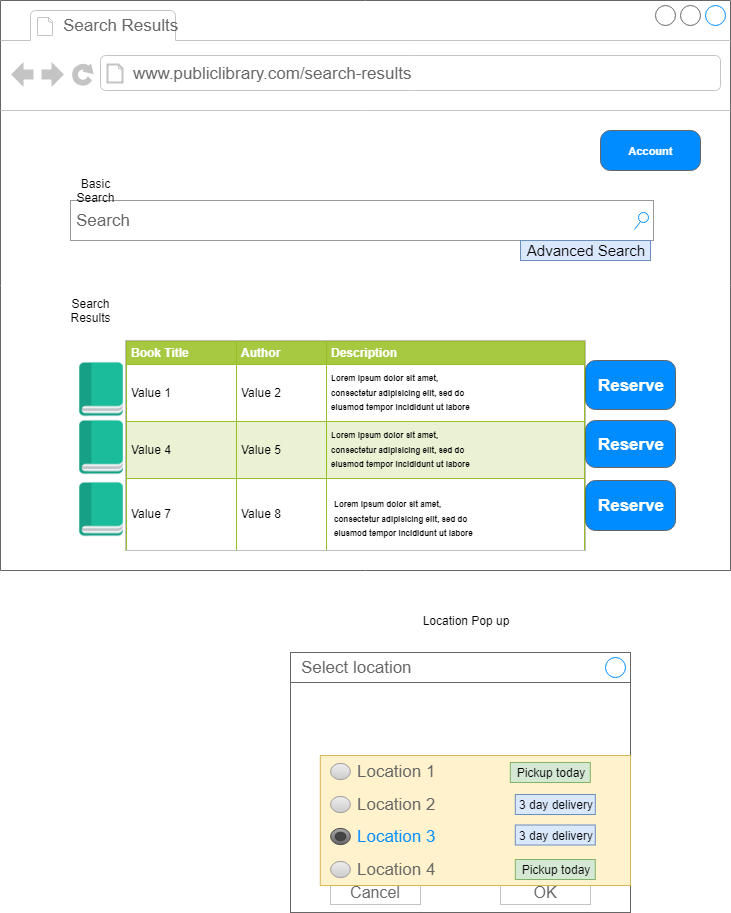 Search Results
www.publiclibrary.com/search-results
Account
Basic
Search
Search
Advanced Search
Search
Results
Book Title Author Description
Value 1 Value 2 Lorem ipsum dolor sit amet,
consectetur adipisicing elit, sed do
eiusmod tempor incididunt ut labore
Reserve
Value 4 Value 5 Lorem ipsum dolor sit amet,
consectetur adipisicing elit, sed do
eiusmod tempor incididunt ut labore
Reserve
Value 7 Value 8 Lorem ipsum dolor sit amet,
consectetur adipisicing elit, sed do
eiusmod tempor incididunt ut labore
Reserve
Location Pop up
Select location
Location 1 Pickup today
Location 2 3 day delivery
Location 3 3 day delivery
Location 4 Pickup today
Cancel OK